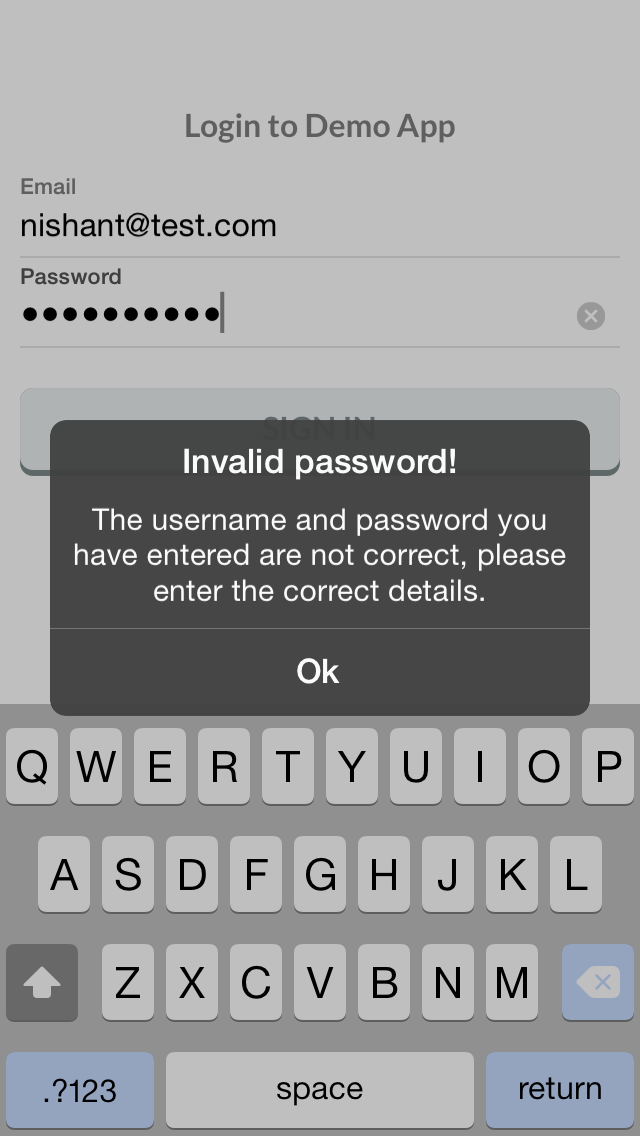 Login to Demo App
Email
nishant@test.com
Password
●●●●●●●●●●
SIGN IN
Invalid password!
The username and password you
have entered are not correct, please
enter the correct details.
Ok
Q W E R T Y U I O P
A S D F G H J K L
Z X C V B N M
.?123 space return